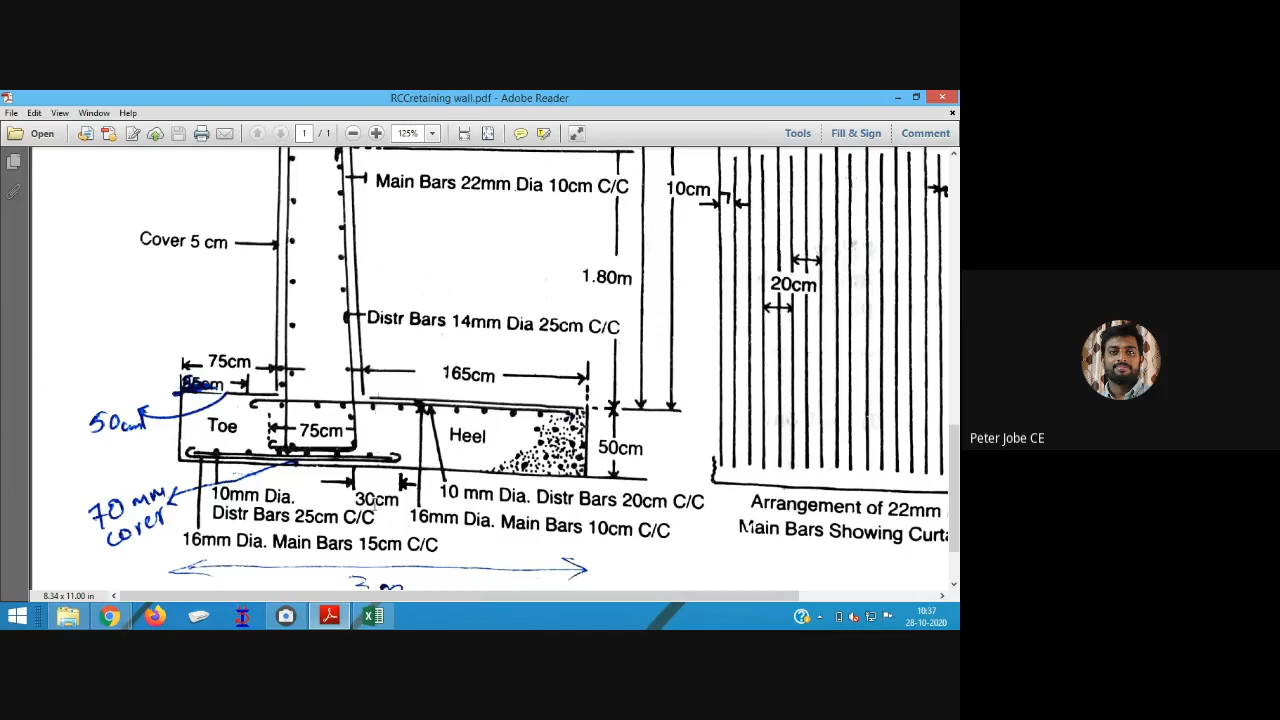 RCCretaining wall.pdf - Adobe Reader
File Edit View Window Help
Open 1 / 1 125% Tools Fill & Sign Comment
Main Bars 22mm Dia 10cm C/C
10cm
Cover 5 cm
1.80m
20cm
Distr Bars 14mm Dia 25cm C/C
75cm
165cm
50cm
Toe
75cm
Heel
50cm
70 mm
cover
10mm Dia.
Distr Bars 25cm C/C
30cm
10 mm Dia. Distr Bars 20cm C/C
16mm Dia. Main Bars 10cm C/C
16mm Dia. Main Bars 15cm C/C
Arrangement of 22mm
Main Bars Showing Curta
Peter Jobe CE
8.34 x 11.00 in
10:37
28-10-2020